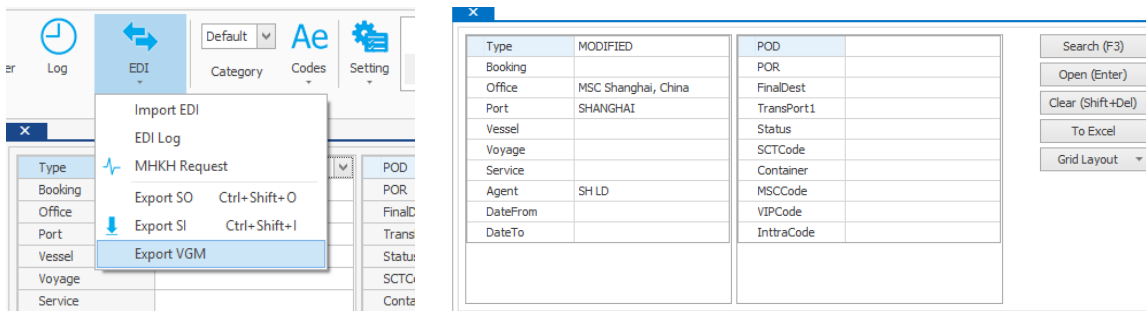 er
Log
EDI
Default
Category
Ae
Codes
Setting
Import EDI
EDI Log
MHKH Request
Export SO Ctrl+Shift+O
Export SI Ctrl+Shift+I
Export VGM
Type
Booking
Office
Port
Vessel
Voyage
Service
POD
POR
FinalD
Trans
Status
SCTCo
Conta
Type MODIFIED
Booking
Office MSC Shanghai, China
Port SHANGHAI
Vessel
Voyage
Service
Agent SH LD
DateFrom
DateTo
POD
POR
FinalDest
TransPort1
Status
SCTCode
Container
MSCCode
VIPCode
InttraCode
Search (F3)
Open (Enter)
Clear (Shift+Del)
To Excel
Grid Layout